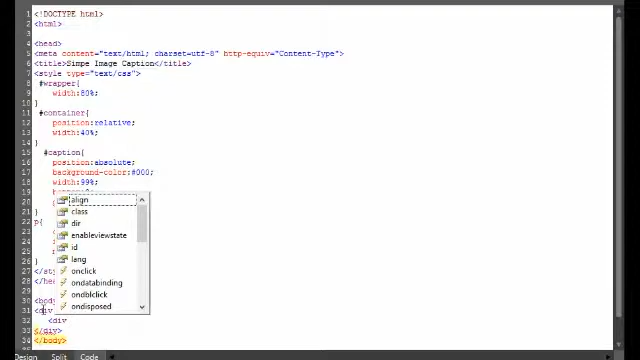 1 <!DOCTYPE html>
2 <html>
3
4 <head>
5 <meta content="text/html; charset=utf-8" http-equiv="Content-Type">
6 <title>Simpe Image Caption</title>
7 <style type="text/css">
8 #wrapper{
9 width:80%;
10 }
11 #container{
12 position:relative;
13 width:40%;
14 }
15 #caption{
16 position:absolute;
17 background-color:#000;
18 width:99%;
19
20 align
21 } class
22 p{ dir
23 enableviewstate
24 id
25 lang
26 } onclick
27 </sty ondatabinding
28 </hea ondblclick
29 ondisposed
30 <body
31 <div
32 <div
33 </div>
34 </body>
Design Split Code